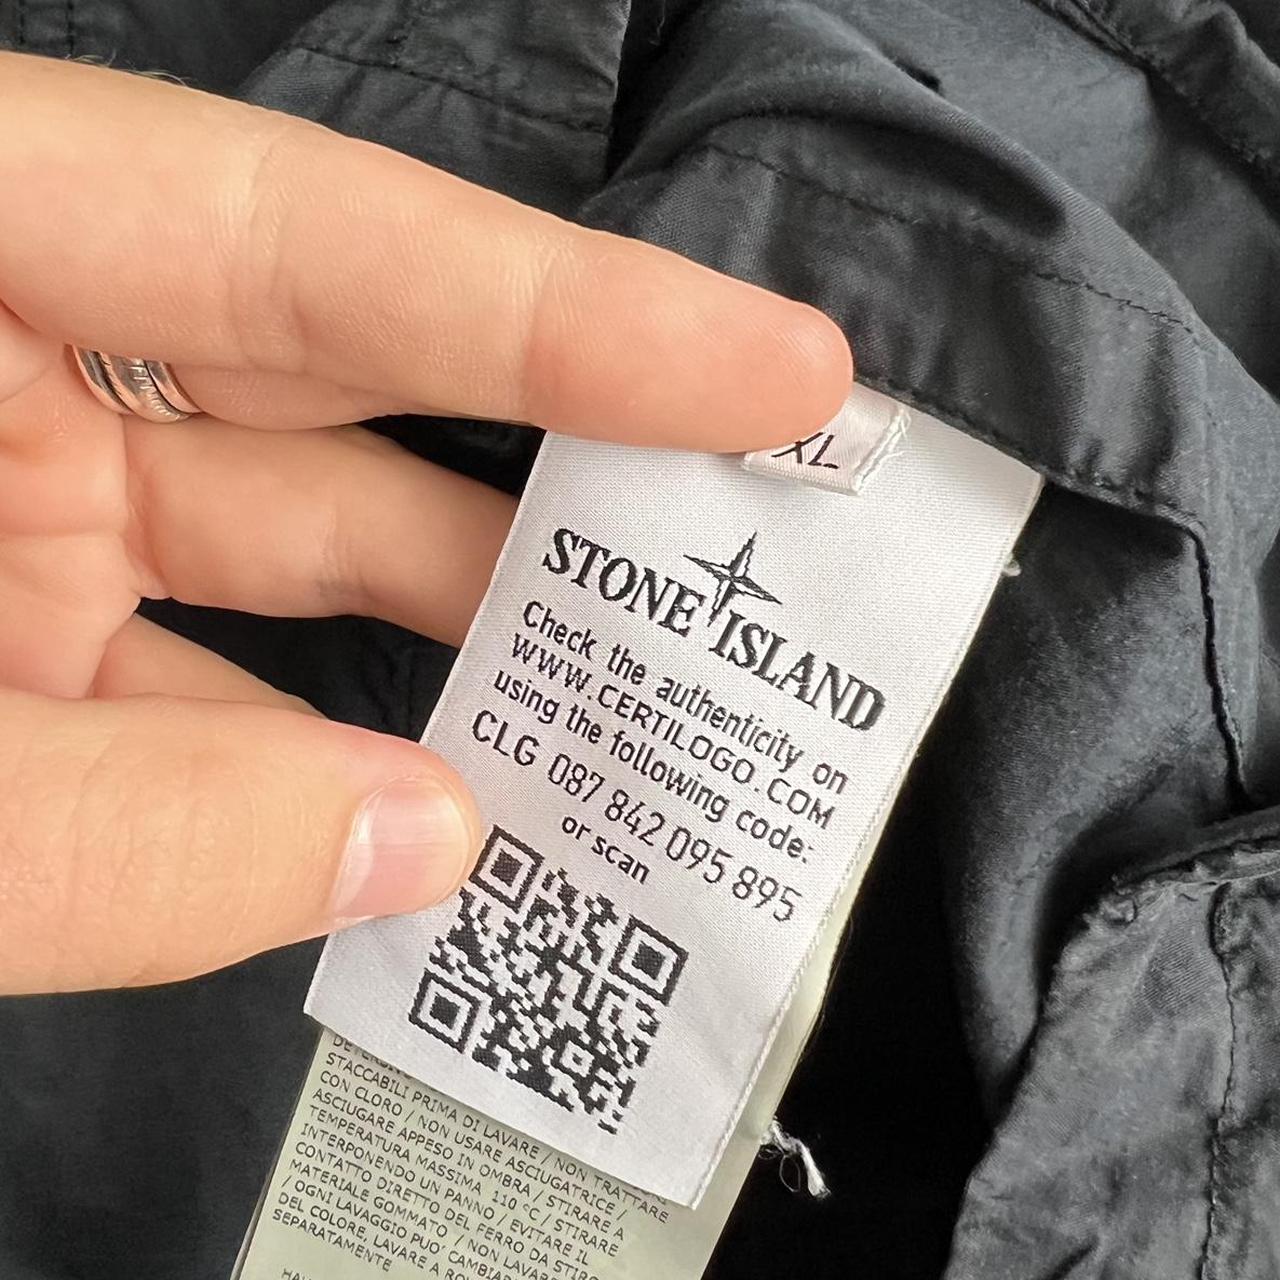 XL
STONE ISLAND
Check the authenticity on
WWW.CERTILOGO.COM
using the following code:
CLG 087 842 095 895
or scan
STACCABILI PRIMA DI LAVARE / NON TRATTARE
CON CLORO / NON USARE ASCIUGATRICE /
ASCIUGARE APPESO IN OMBRA / STIRARE A
TEMPERATURA MASSIMA 110 °C / STIRARE
INTERPONENDO UN PANNO / EVITARE IL
CONTATTO DIRETTO DEL FERRO DA
MATERIALE GOMMATO / NON
/ OGNI LAVAGGIO PUO'
DEL COLORE, LAVARE A
SEPARATAMENTE